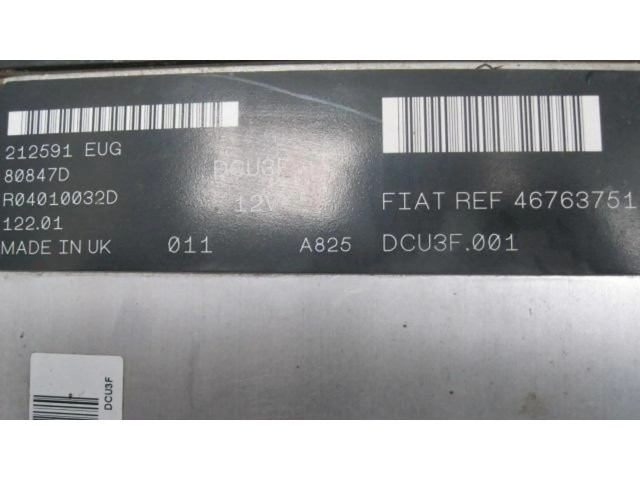 212591 EUG
80847D
DCU3F
R04010032D
12V
FIAT REF 46763751
122.01
MADE IN UK
011
A825
DCU3F.001
DCU3F